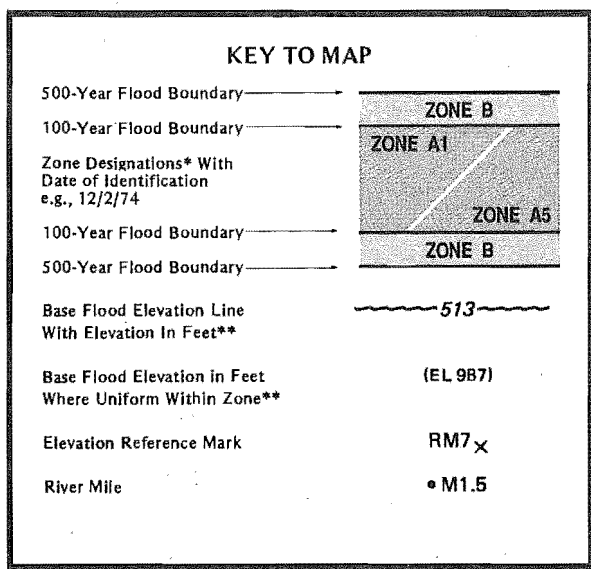 KEY TO MAP
500-Year Flood Boundary
ZONE B
100-Year Flood Boundary
ZONE A1
Zone Designations* With
Date of Identification
e.g., 12/2/74
ZONE A5
100-Year Flood Boundary
ZONE B
500-Year Flood Boundary
Base Flood Elevation Line
With Elevation In Feet**
513
Base Flood Elevation in Feet
Where Uniform Within Zone**
(EL 987)
Elevation Reference Mark
RM7
River Mile
M1.5